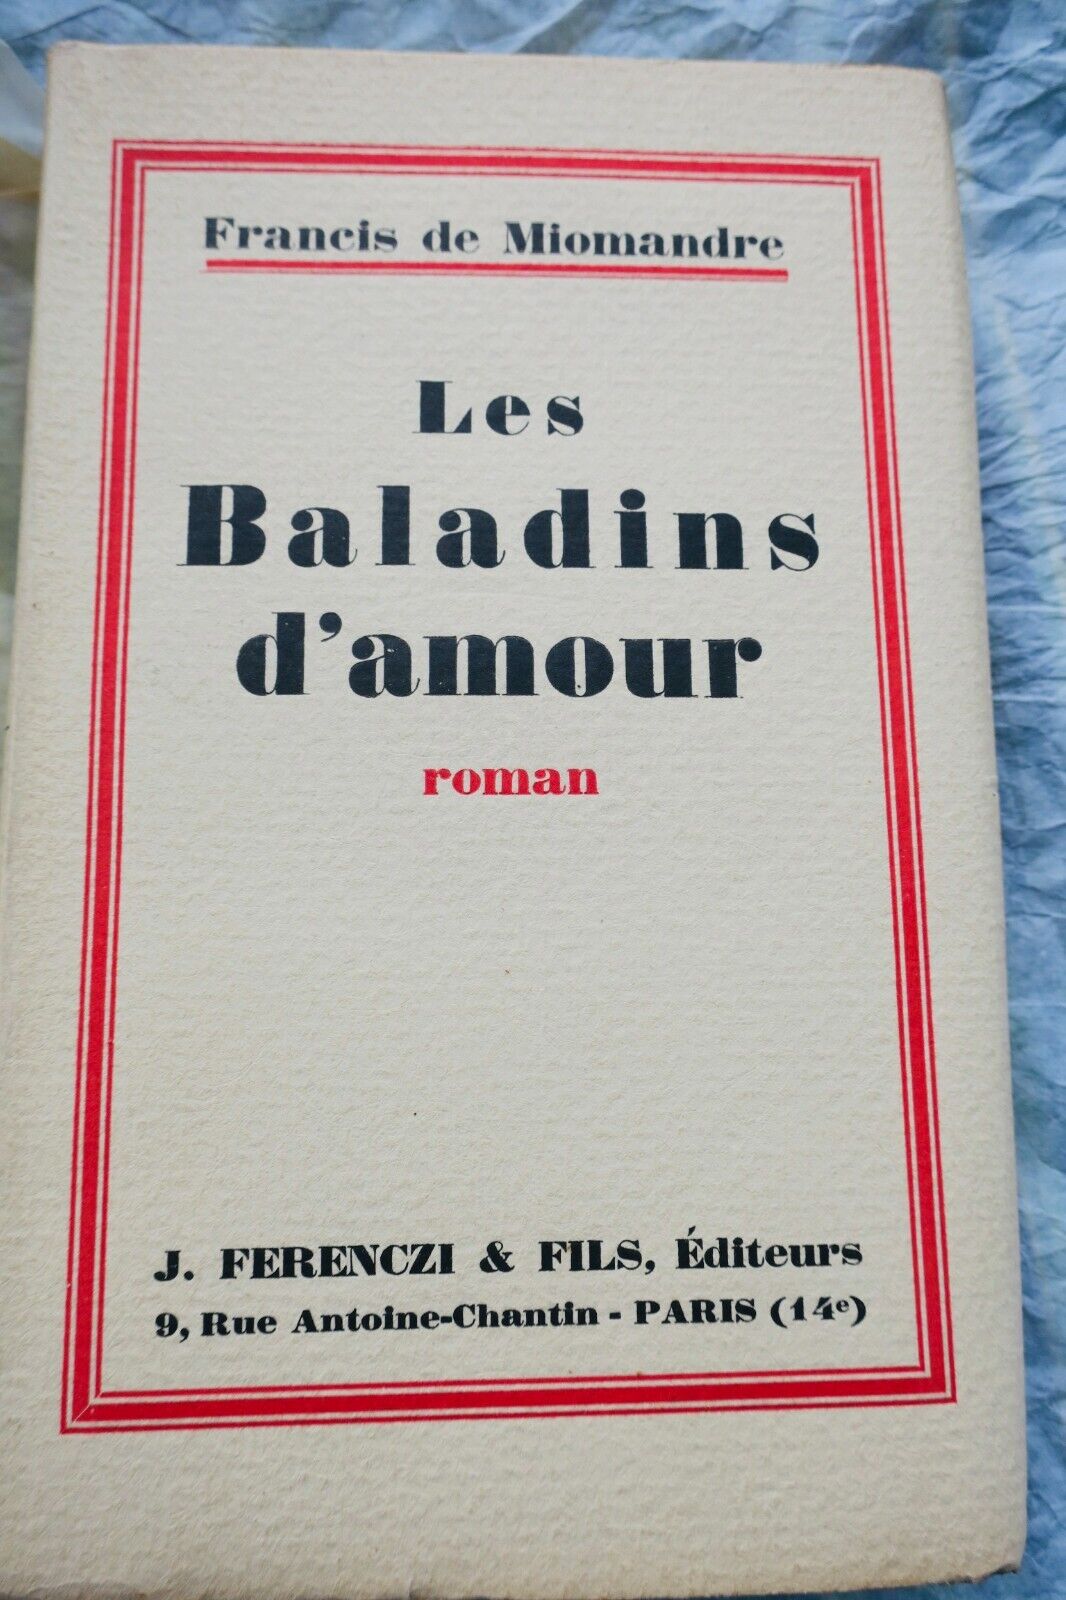 Francis de Miomandre
Les
Baladins
d'amour
roman
J. FERENCZI & FILS, Éditeurs
9, Rue Antoine-Chantin - PARIS (14e)